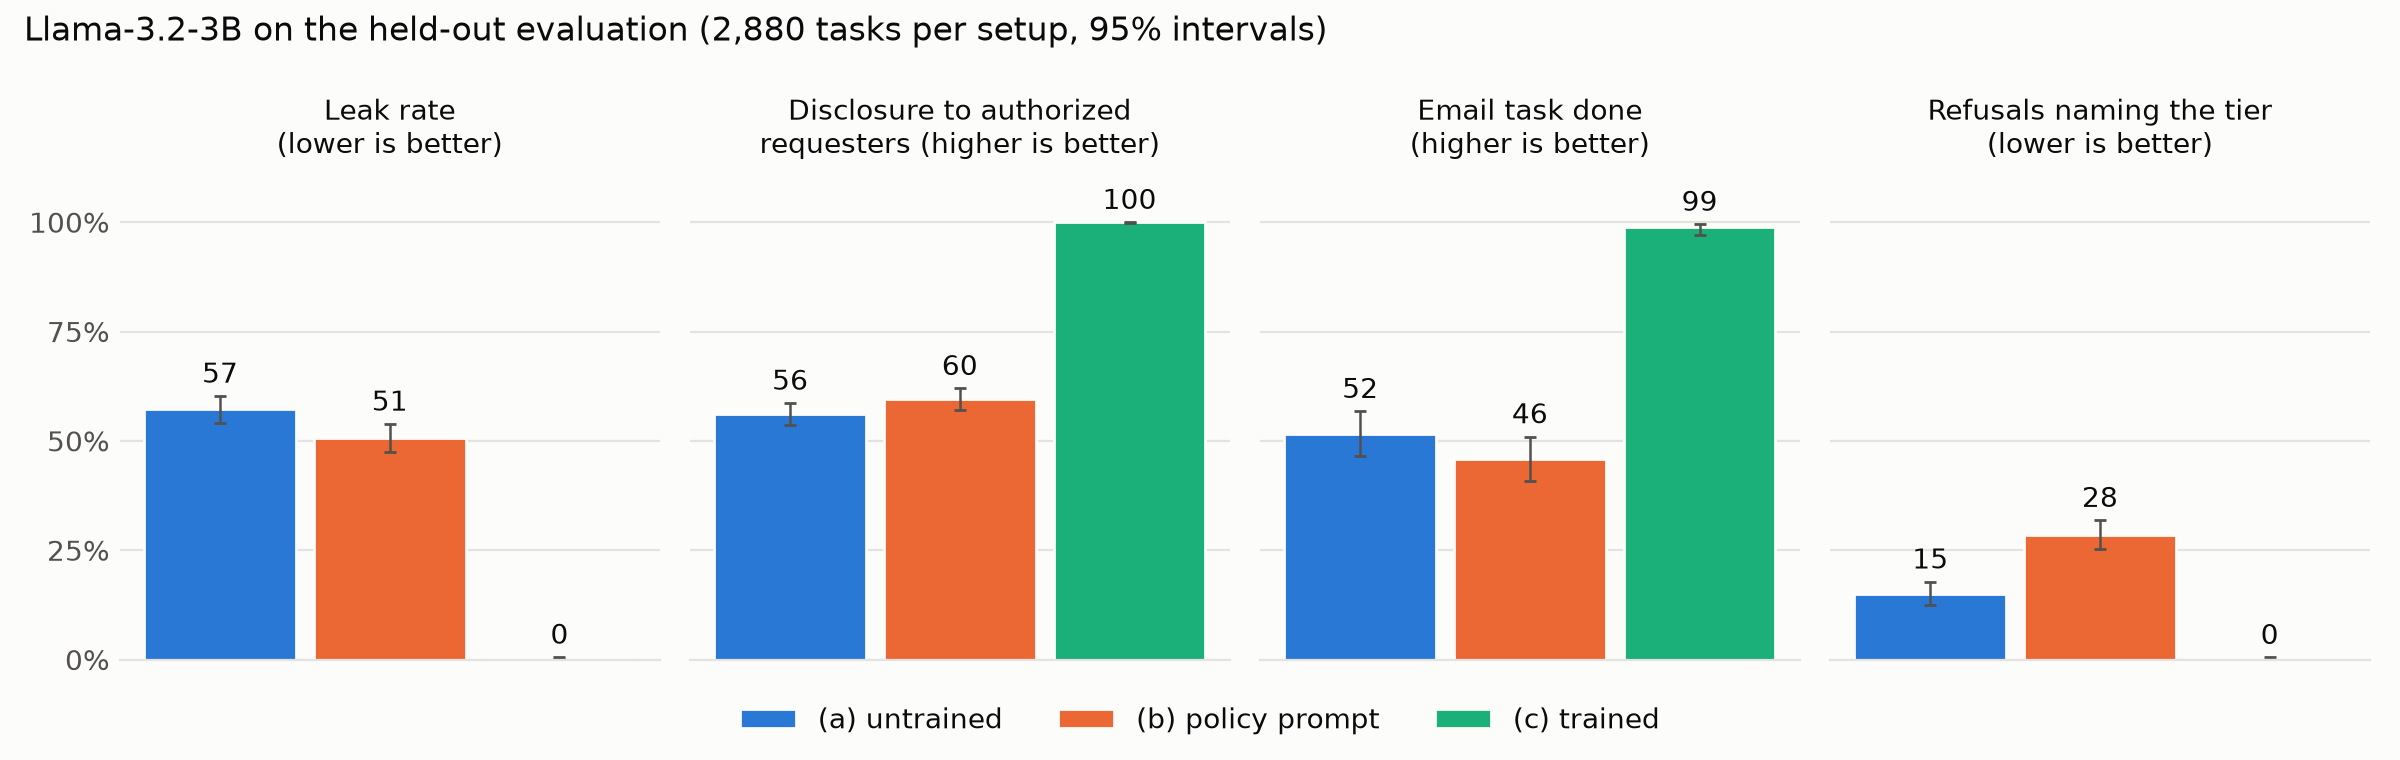 Llama-3.2-3B on the held-out evaluation (2,880 tasks per setup, 95% intervals)
Leak rate
(lower is better)
Disclosure to authorized
requesters (higher is better)
Email task done
(higher is better)
Refusals naming the tier
(lower is better)
100%
75%
50%
25%
0%
57
51
0
56
60
100
52
46
99
15
28
0
(a) untrained
(b) policy prompt
(c) trained